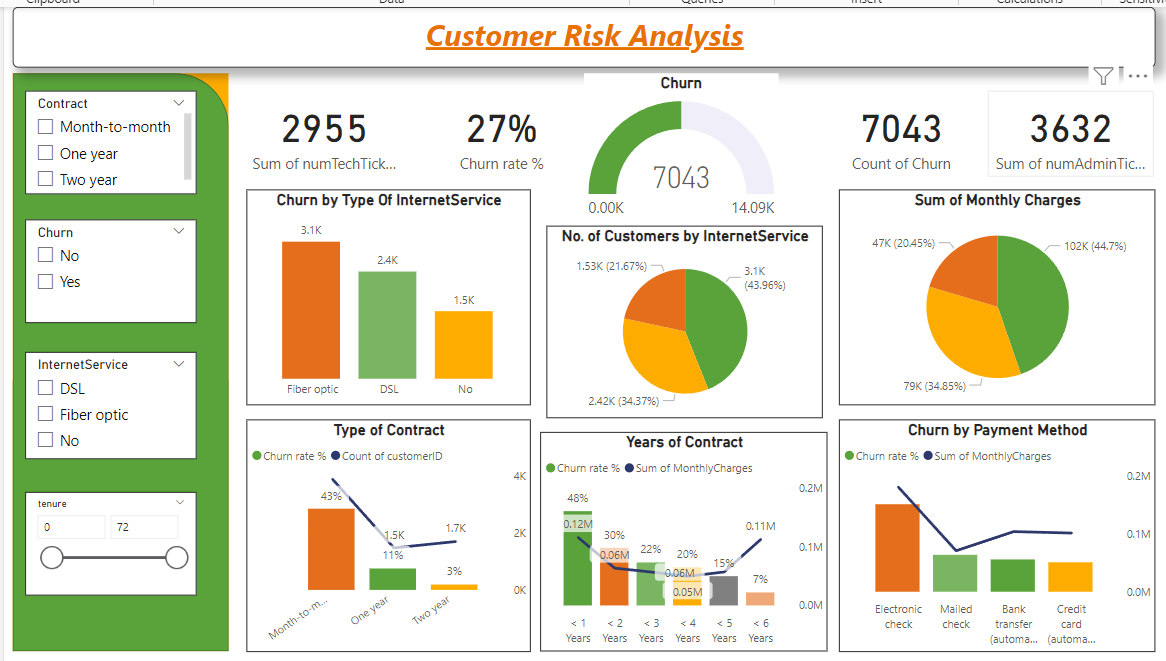 Clipboard
Data
Queries
Insert
Calculations
Customer Risk Analysis
Contract
Month-to-month
One year
Two year
Churn
No
Yes
InternetService
DSL
Fiber optic
No
tenure
0
72
2955
Sum of numTechTick...
27%
Churn rate %
Churn
7043
0.00K
14.09K
7043
Count of Churn
3632
Sum of numAdminTic...
Churn by Type Of InternetService
3.1K
2.4K
1.5K
Fiber optic
DSL
No
No. of Customers by InternetService
1.53K (21.67%)
3.1K
(43.96%)
2.42K (34.37%)
Sum of Monthly Charges
47K (20.45%)
102K (44.7%)
79K (34.85%)
Type of Contract
Churn rate %
Count of customerID
4K
2K
0K
43%
1.5K
11%
1.7K
3%
Month-to-m...
One year
Two year
Years of Contract
Churn rate %
Sum of MonthlyCharges
0.2M
0.1M
0.0M
48%
0.12M
30%
0.06M
22%
0.06M
20%
0.05M
15%
0.11M
7%
< 1
Years
< 2
Years
< 3
Years
< 4
Years
< 5
Years
< 6
Years
Churn by Payment Method
Churn rate %
Sum of MonthlyCharges
0.2M
0.1M
0.0M
Electronic
check
Mailed
check
Bank
transfer
(automa...
Credit
card
(automa...